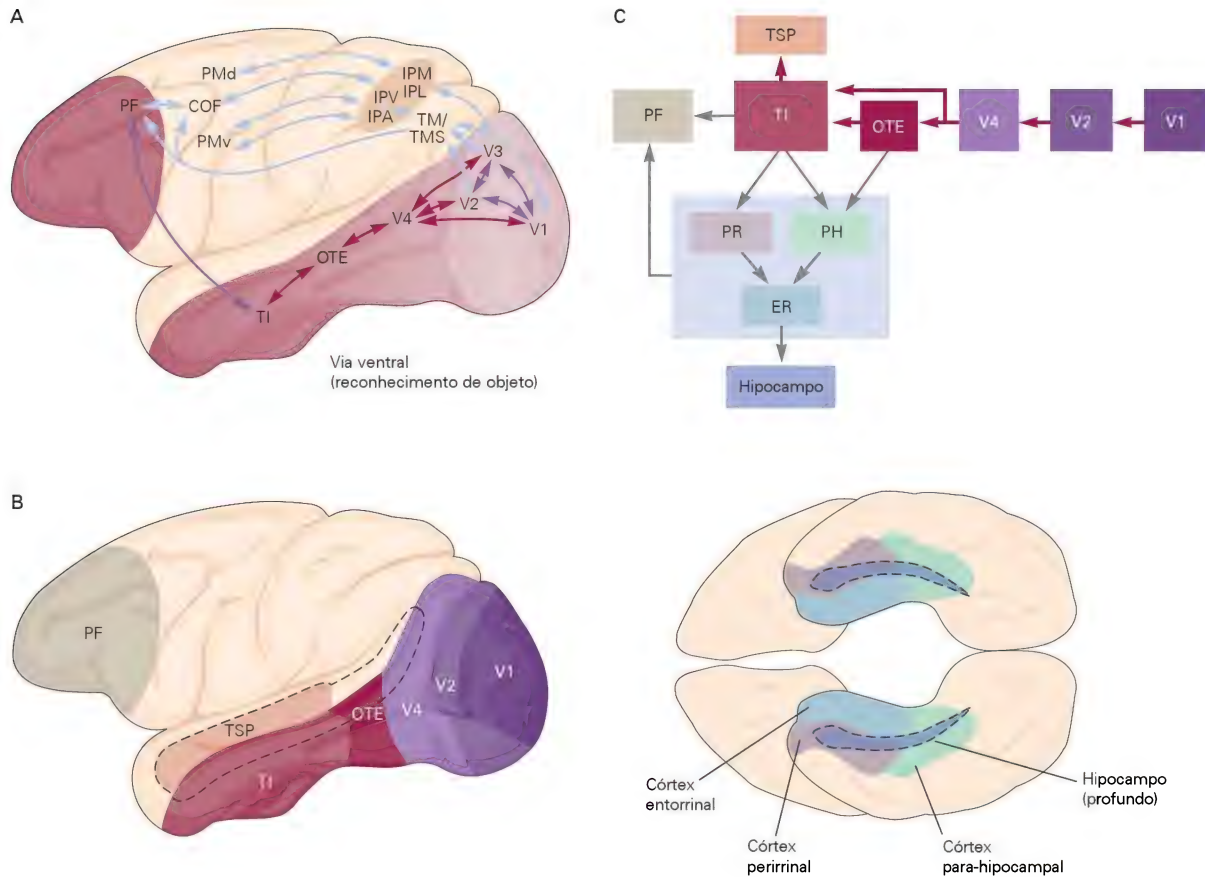 A
PMd
IPM
IPL
PF
COF
IPV
IPA
TM/
TMS
PMv
V3
V2
V4
V1
OTE
TI
Via ventral
(reconhecimento de objeto)
C
TSP
PF
TI
OTE
V4
V2
V1
PR
PH
ER
Hipocampo
B
PF
V1
V2
OTE
V4
TSP
TI
Córtex
entorrinal
Hipocampo
(profundo)
Córtex
perirrinal
Córtex
para-hipocampal